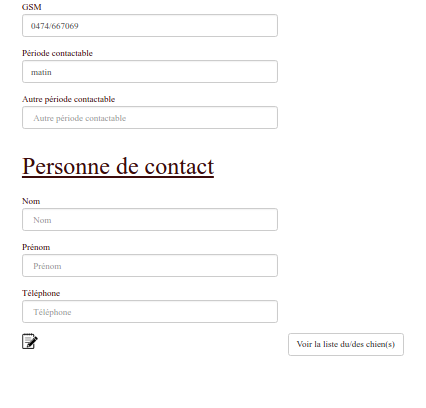 GSM
0474/667069
Période contactable
matin
Autre période contactable
Autre période contactable
Personne de contact
Nom
Nom
Prénom
Prénom
Téléphone
Téléphone
Voir la liste du/des chien(s)